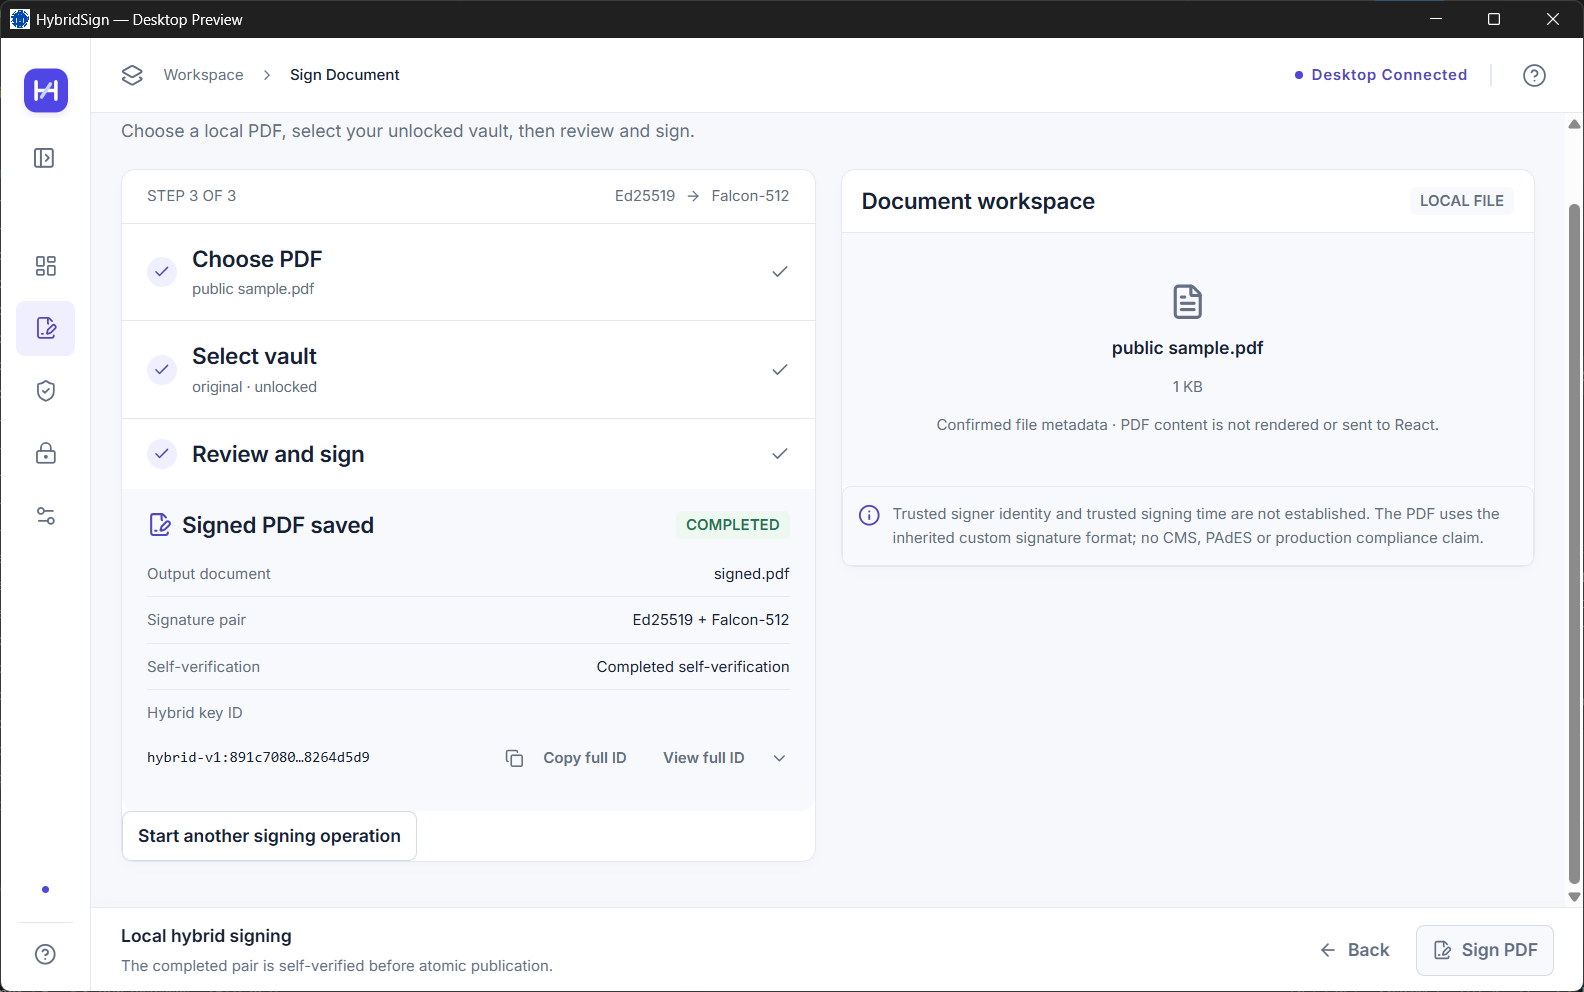 HybridSign — Desktop Preview
Workspace > Sign Document
Desktop Connected
Choose a local PDF, select your unlocked vault, then review and sign.
STEP 3 OF 3
Ed25519 → Falcon-512
Choose PDF
public sample.pdf
Select vault
original · unlocked
Review and sign
Signed PDF saved
COMPLETED
Output document
signed.pdf
Signature pair
Ed25519 + Falcon-512
Self-verification
Completed self-verification
Hybrid key ID
hybrid-v1:891c7080…8264d5d9
Copy full ID
View full ID
Start another signing operation
Document workspace
LOCAL FILE
public sample.pdf
1 KB
Confirmed file metadata · PDF content is not rendered or sent to React.
Trusted signer identity and trusted signing time are not established. The PDF uses the
inherited custom signature format; no CMS, PAdES or production compliance claim.
Local hybrid signing
The completed pair is self-verified before atomic publication.
← Back
Sign PDF